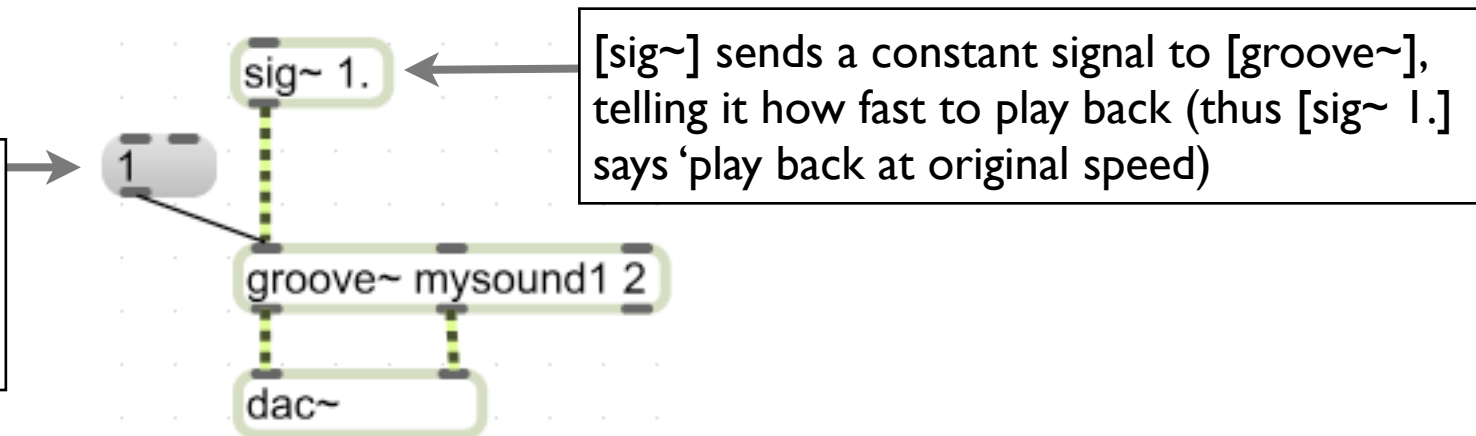 sig~ 1.
[sig~] sends a constant signal to [groove~],
telling it how fast to play back (thus [sig~ 1.]
says ‘play back at original speed)
1
groove~ mysound1 2
dac~